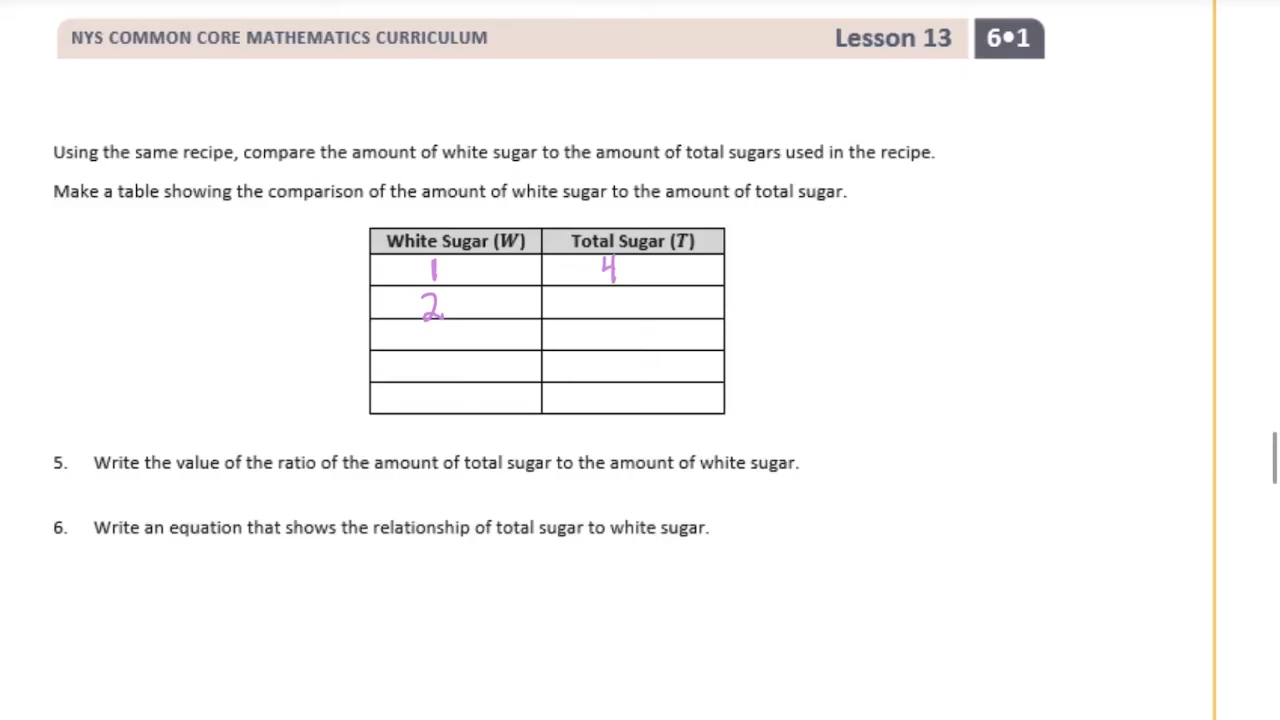 NYS COMMON CORE MATHEMATICS CURRICULUM Lesson 13 6•1
Using the same recipe, compare the amount of white sugar to the amount of total sugars used in the recipe.
Make a table showing the comparison of the amount of white sugar to the amount of total sugar.
White Sugar (W) Total Sugar (T)
1 4
2
5. Write the value of the ratio of the amount of total sugar to the amount of white sugar.
6. Write an equation that shows the relationship of total sugar to white sugar.